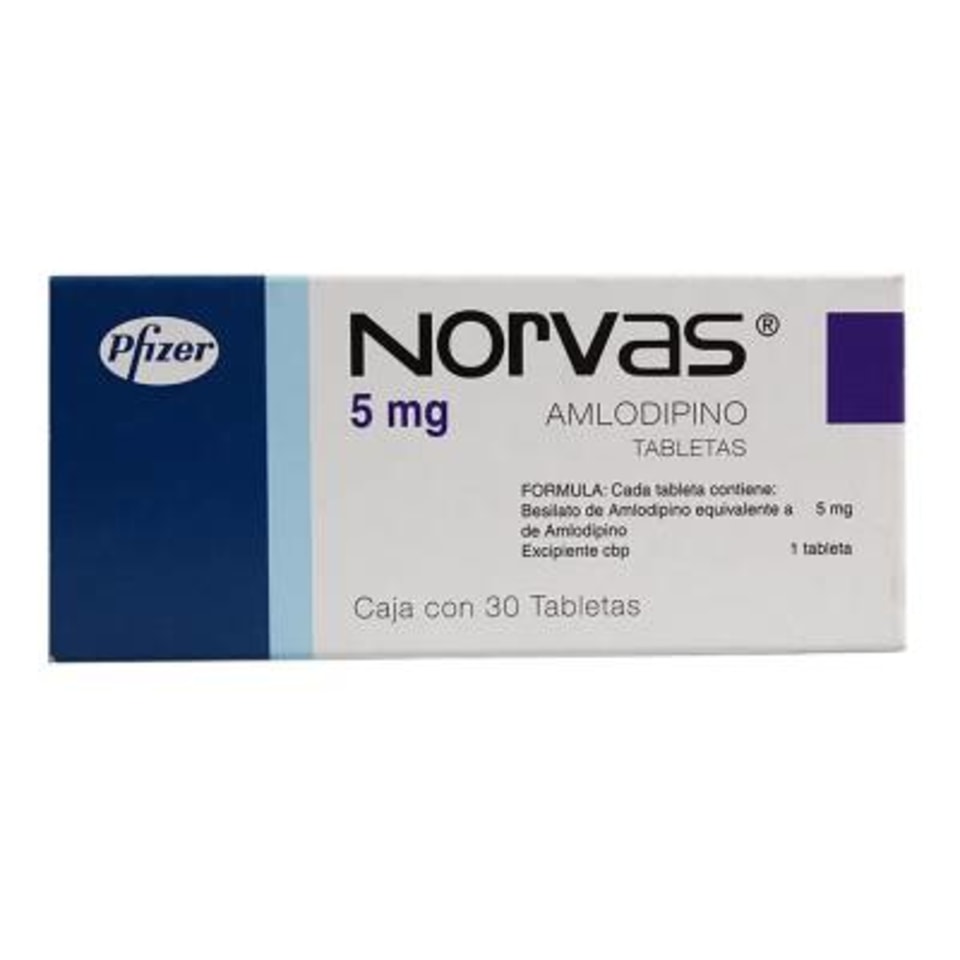 Pfizer
Norvas®
5 mg
AMLODIPINO
TABLETAS
FORMULA: Cada tableta contiene:
Besilato de Amlodipino equivalente a 5 mg
de Amlodipino
Excipiente cbp 1 tableta
Caja con 30 Tabletas